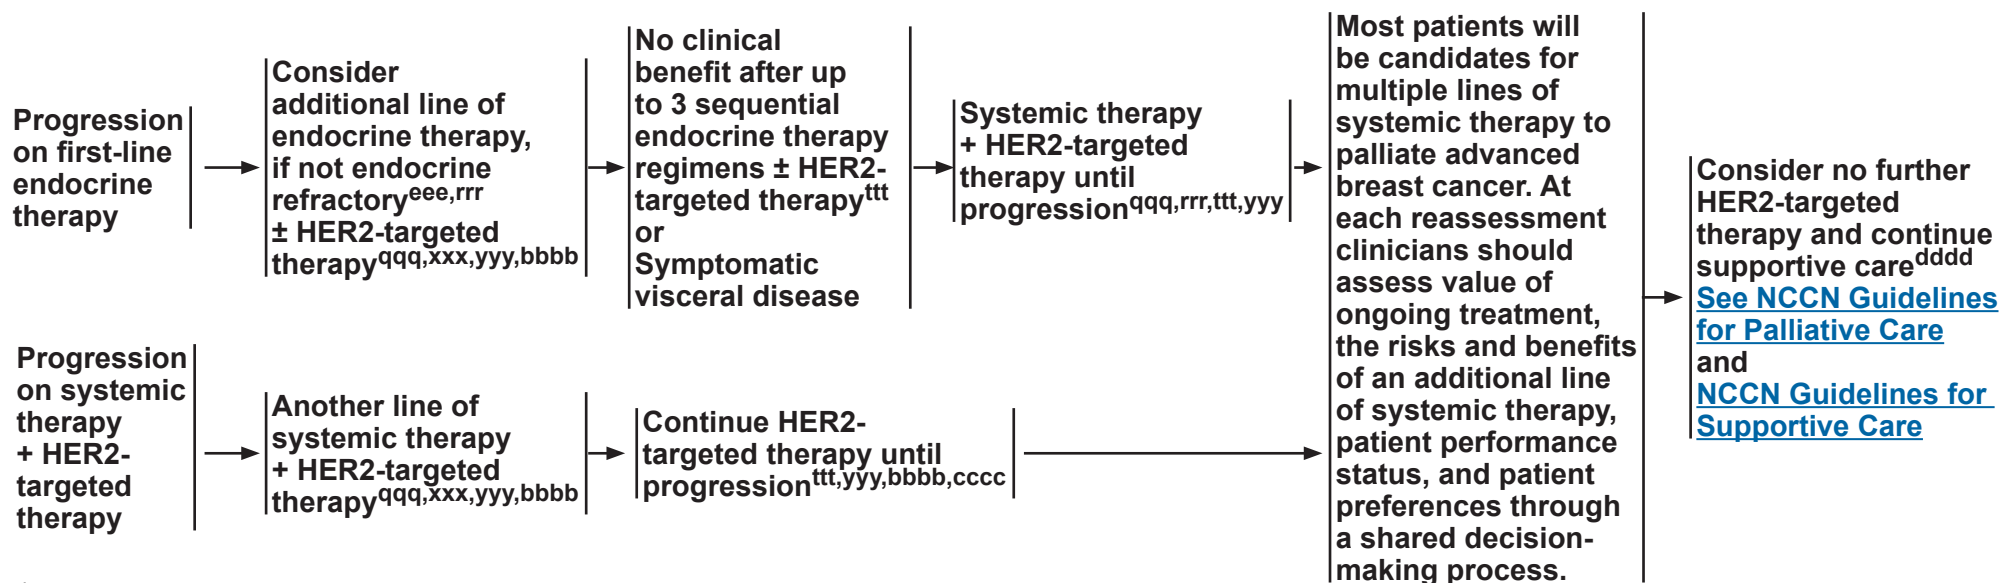 Progression
on first-line
endocrine
therapy
Consider
additional line of
endocrine therapy,
if not endocrine
refractoryeee,rrr
± HER2-targeted
therapyqqq,xxx,yyy,bbbb
No clinical
benefit after up
to 3 sequential
endocrine therapy
regimens ± HER2-
targeted therapyttt
or
Symptomatic
visceral disease
Systemic therapy
+ HER2-targeted
therapy until
progressionqqq,rrr,ttt,yyy
Progression
on systemic
therapy
+ HER2-
targeted
therapy
Another line of
systemic therapy
+ HER2-targeted
therapyqqq,xxx,yyy,bbbb
Continue HER2-
targeted therapy until
progressionttt,yyy,bbbb,cccc
Most patients will
be candidates for
multiple lines of
systemic therapy to
palliate advanced
breast cancer. At
each reassessment
clinicians should
assess value of
ongoing treatment,
the risks and benefits
of an additional line
of systemic therapy,
patient performance
status, and patient
preferences through
a shared decision-
making process.
Consider no further
HER2-targeted
therapy and continue
supportive caredddd
See NCCN Guidelines
for Palliative Care
and
NCCN Guidelines for
Supportive Care